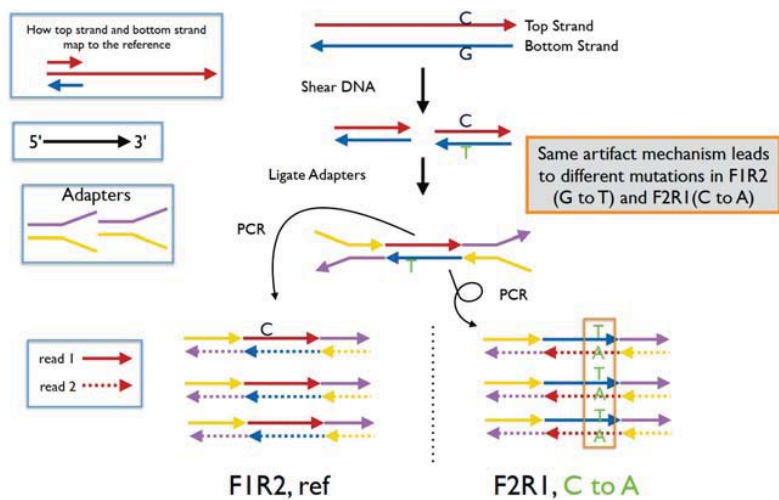 How top strand and bottom strand
map to the reference
C
Top Strand
Bottom Strand
G
Shear DNA
5' 3'
C
T
Ligate Adapters
Same artifact mechanism leads
to different mutations in F1R2
(G to T) and F2R1(C to A)
Adapters
PCR
T
PCR
C
T
A
read 1
read 2
T
A
T
A
F1R2, ref
F2R1, C to A